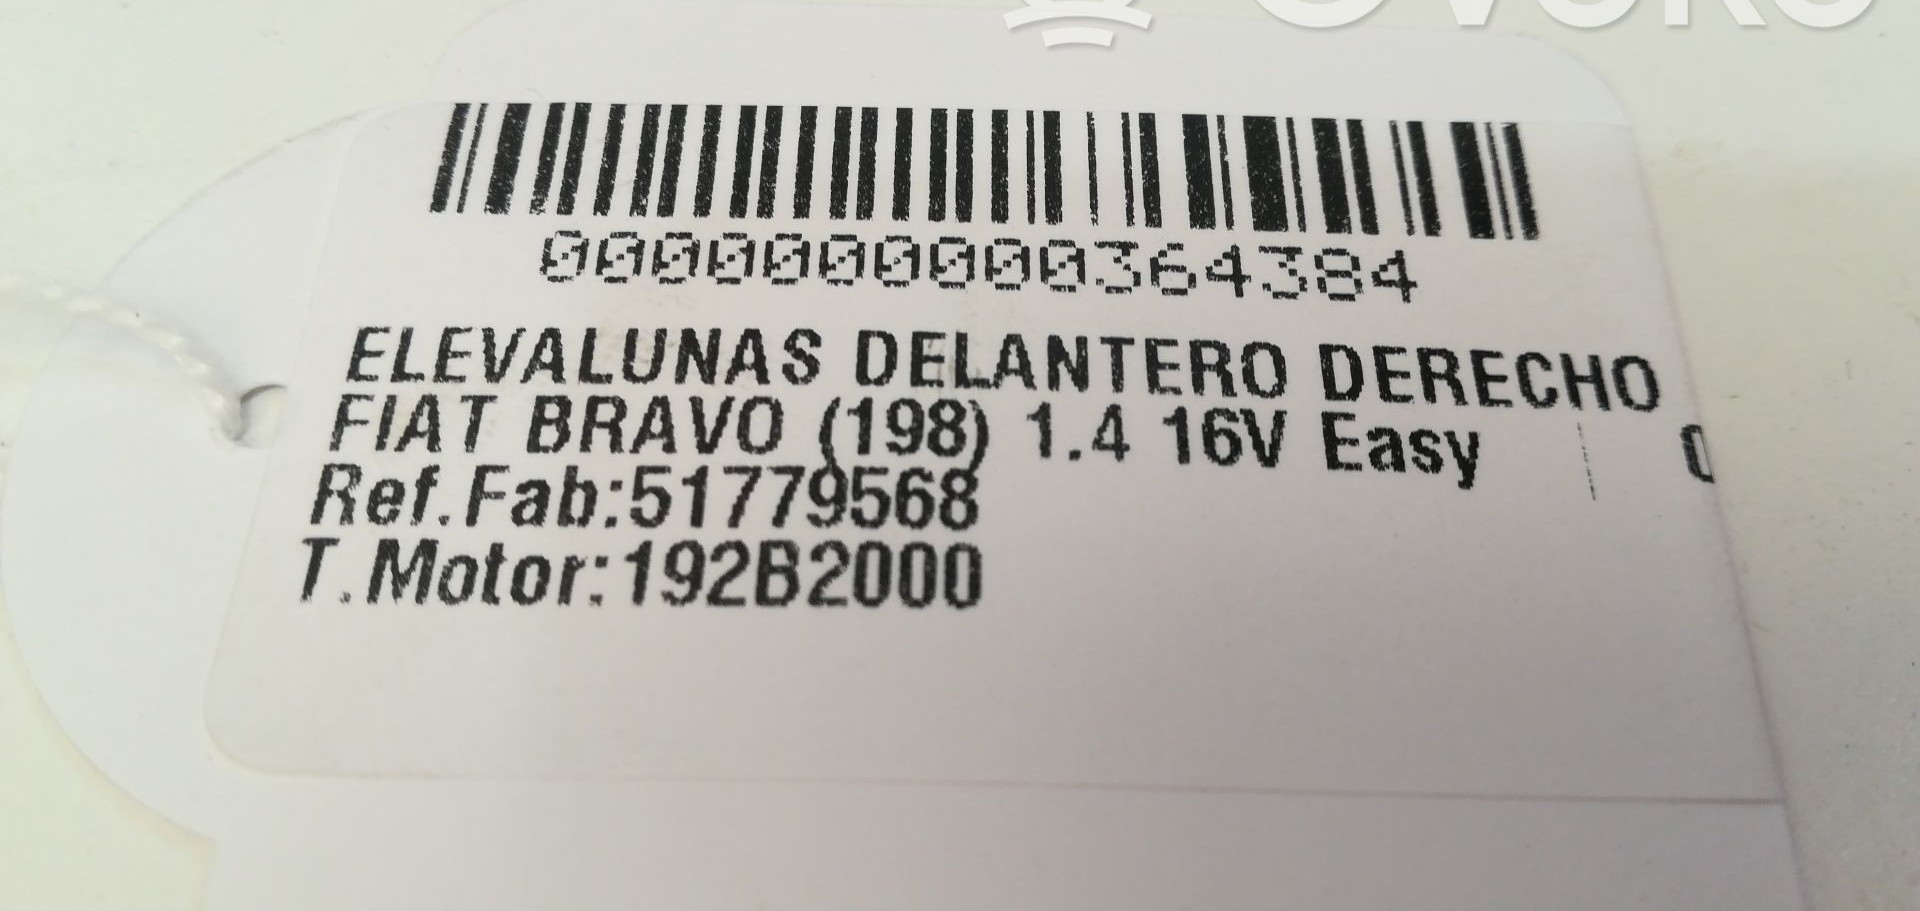 0000000000364384
ELEVALUNAS DELANTERO DERECHO
FIAT BRAVO (198) 1.4 16V Easy
Ref.Fab:51779568
T.Motor:192B2000